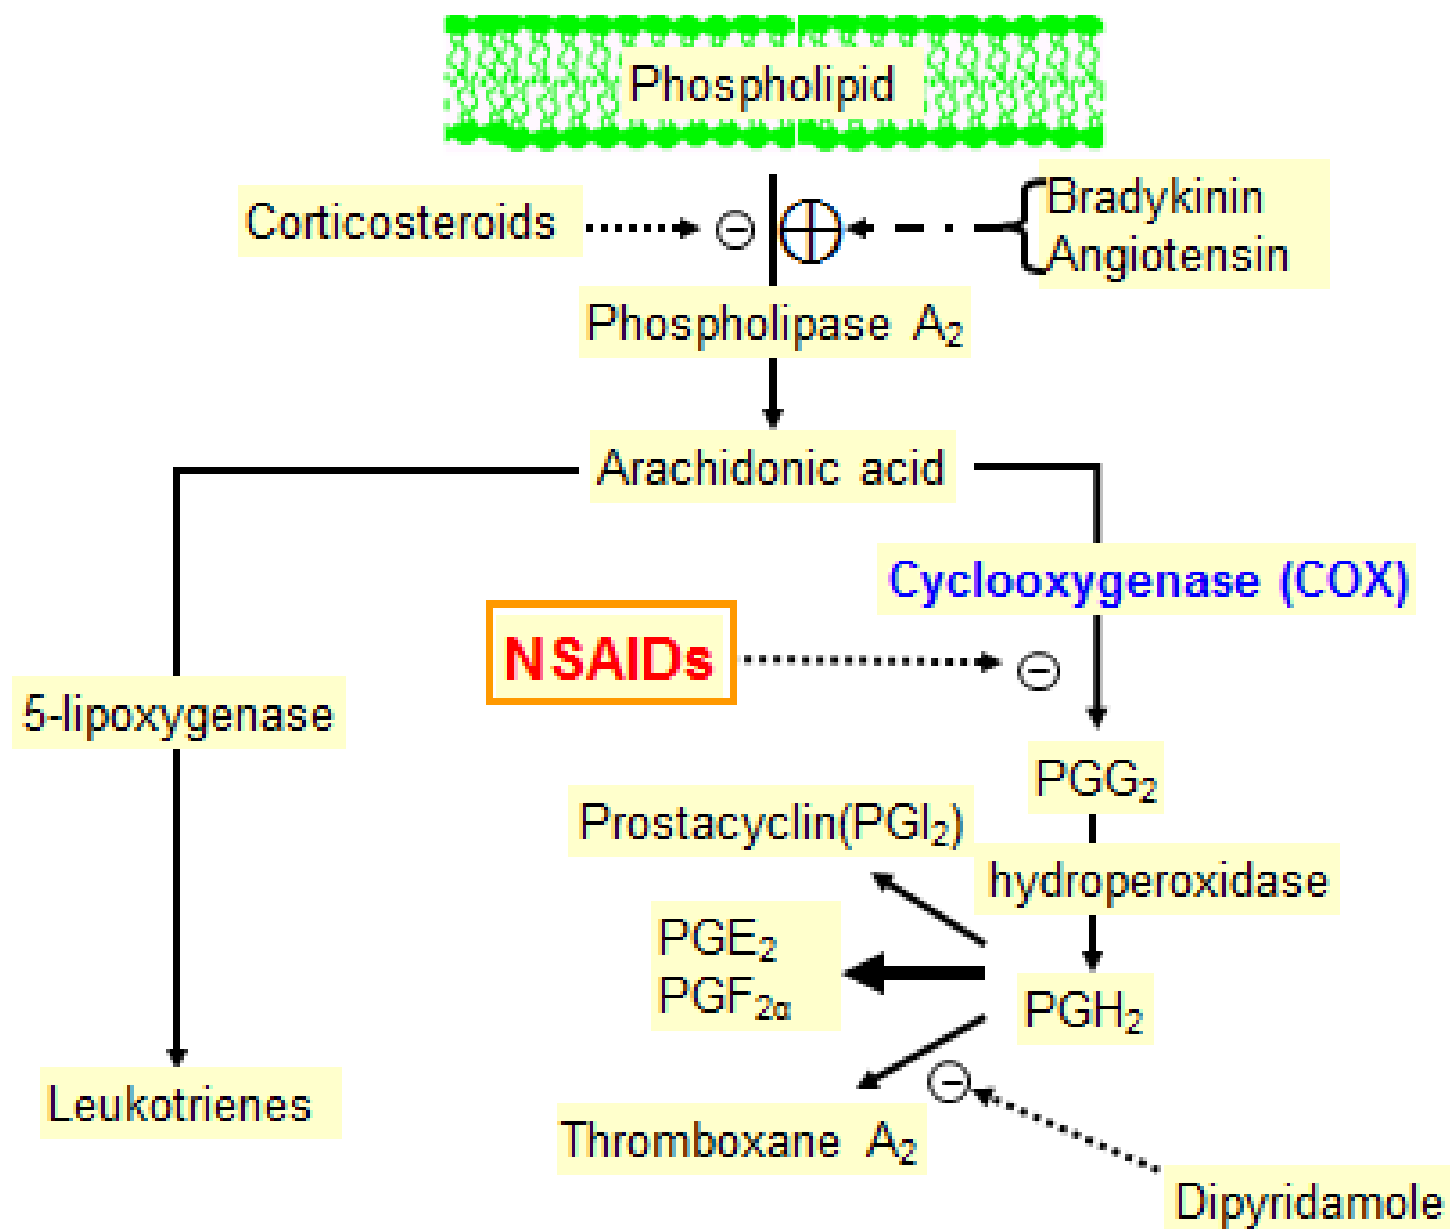 Phospholipid
Corticosteroids
Bradykinin
Angiotensin
Phospholipase A₂
Arachidonic acid
Cyclooxygenase (COX)
NSAIDs
5-lipoxygenase
PGG₂
Prostacyclin(PGI₂)
hydroperoxidase
PGE₂
PGF₂α
PGH₂
Leukotrienes
Thromboxane A₂
Dipyridamole